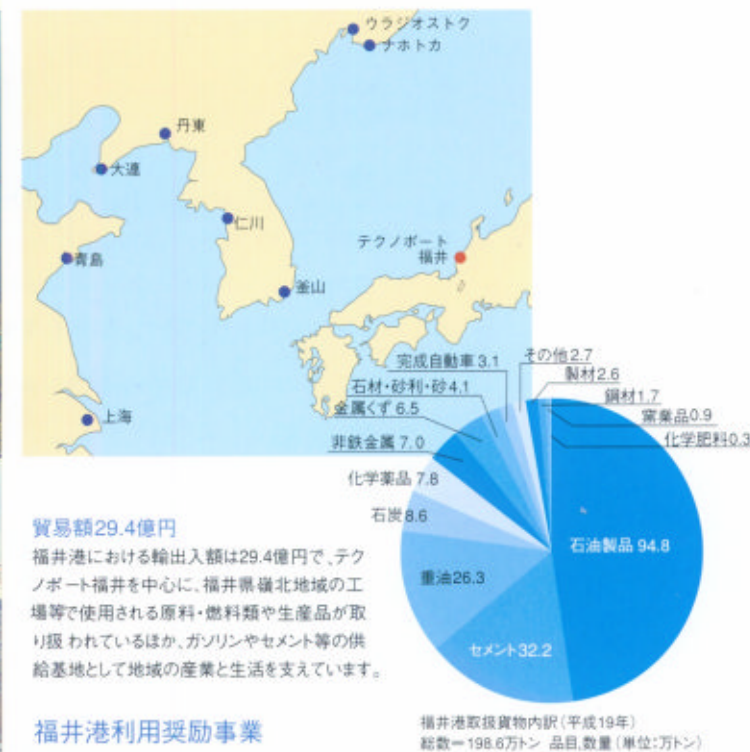 ウラジオストク
ナホトカ
丹東
大連
仁川
テクノポート
福井
青島
釜山
上海
その他2.7
完成自動車3.1
製材2.6
石材・砂利・砂4.1
鋼材1.7
金属くず6.5
窯業品0.9
非鉄金属7.0
化学肥料0.3
化学薬品7.8
石炭8.6
石油製品94.8
重油26.3
セメント32.2
貿易額29.4億円
福井港における輸出入額は29.4億円で、テク
ノポート福井を中心に、福井県嶺北地域の工
場等で使用される原料・燃料類や生産品が取
り扱われているほか、ガソリンやセメント等の供
給基地として地域の産業と生活を支えています。
福井港利用奨励事業
福井港取扱貨物内訳(平成19年)
総数=198.6万トン 品目,数量(単位:万トン)